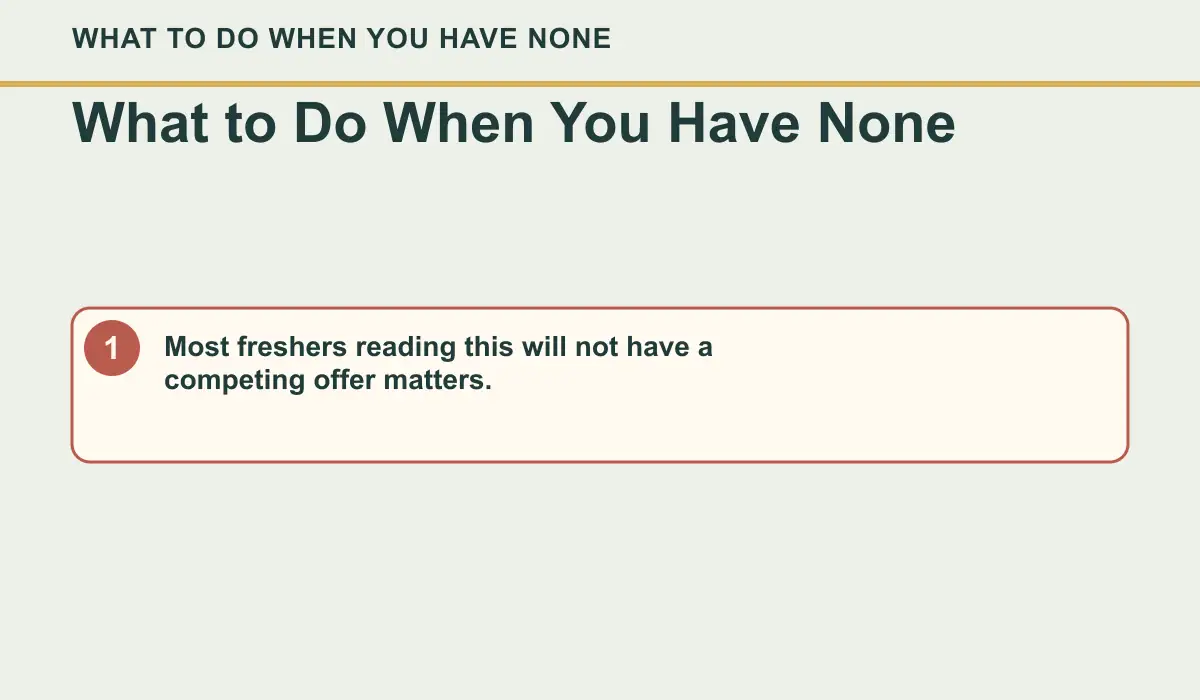 WHAT TO DO WHEN YOU HAVE NONE
What to Do When You Have None
1
Most freshers reading this will not have a
competing offer matters.